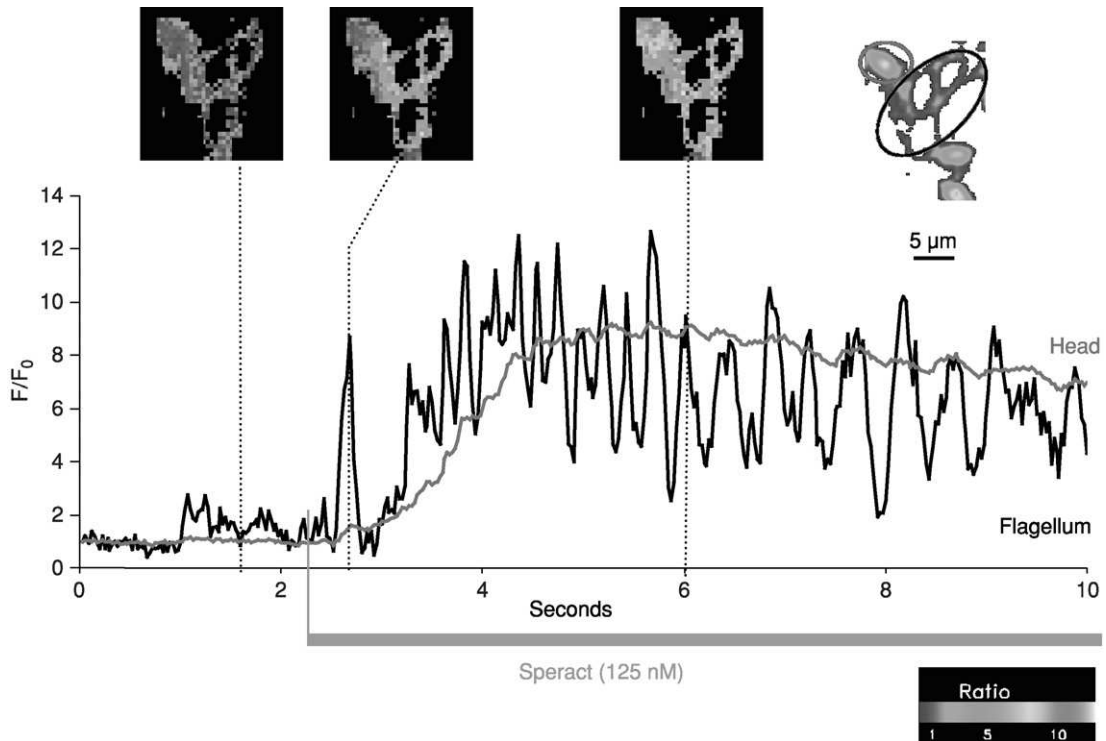 14
12
10
8
6
4
2
0
F/F0
0 2 4 6 8 10
Seconds
5 µm
Head
Flagellum
Speract (125 nM)
Ratio
1 5 10